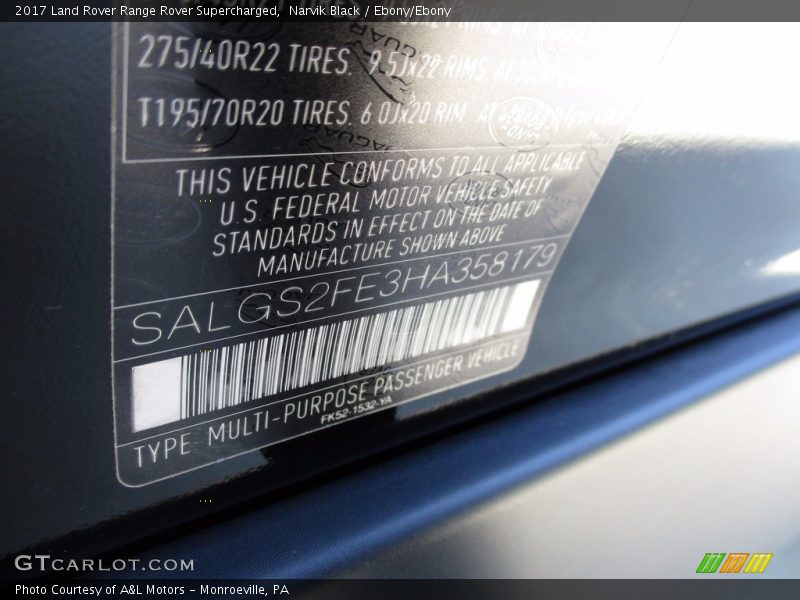 2017 Land Rover Range Rover Supercharged,  Narvik Black / Ebony/Ebony
275/40R22 TIRES. 9.5Jx22 RIMS. AT
T195/70R20 TIRES. 6.0Jx20 RIM. AT
THIS VEHICLE CONFORMS TO ALL APPLICABLE
U.S. FEDERAL MOTOR VEHICLE SAFETY
STANDARDS IN EFFECT ON THE DATE OF
MANUFACTURE SHOWN ABOVE
SALGS2FE3HA358179
TYPE: MULTI-PURPOSE PASSENGER VEHICLE
FK52-1532-YA
GTCARLOT.COM
Photo Courtesy of A&L Motors – Monroeville, PA